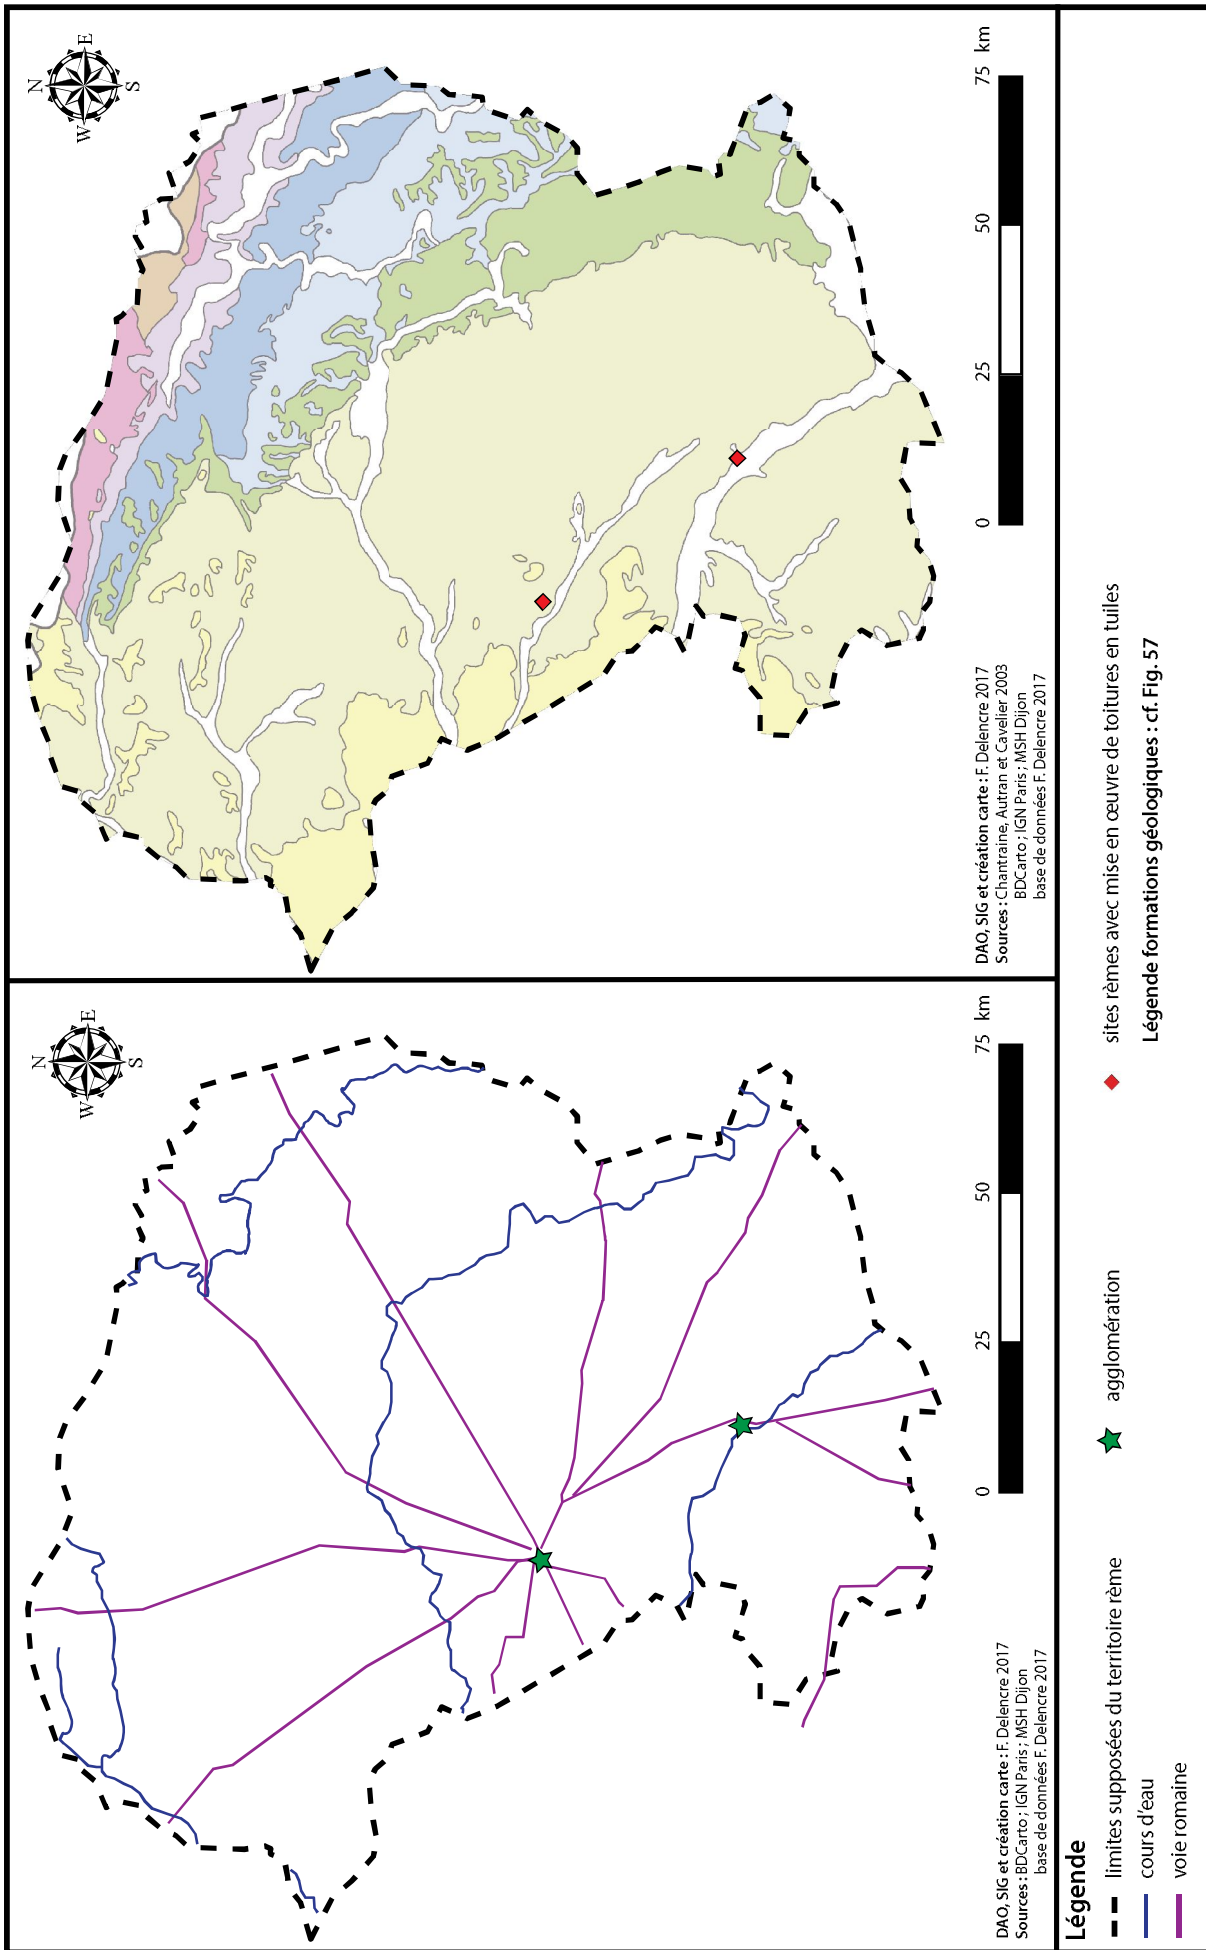 N
E
S
W
0
25
50
75
km
DAO, SIG et création carte : F. Delencre 2017
Sources : BDCarto ; IGN Paris ; MSH Dijon
base de données F. Delencre 2017
N
E
S
W
0
25
50
75
km
DAO, SIG et création carte : F. Delencre 2017
Sources : Chantraine, Autran et Cavelier 2003
BDCarto ; IGN Paris ; MSH Dijon
base de données F. Delencre 2017
Légende
limites supposées du territoire rème
cours d'eau
voie romaine
agglomération
sites rèmes avec mise en œuvre de toitures en tuiles
Légende formations géologiques : cf. Fig. 57